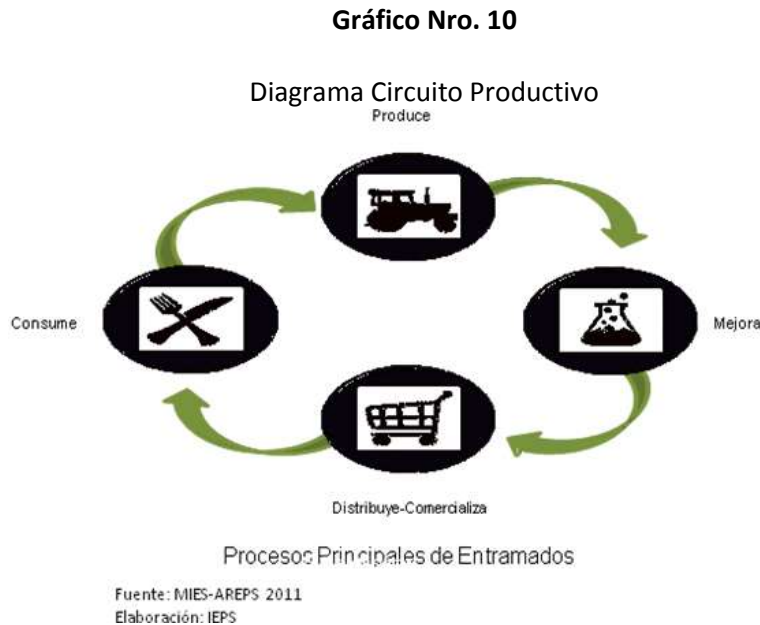 Gráfico Nro. 10
Diagrama Circuito Productivo
Produce
Consume
Mejora
Distribuye-Comercializa
Procesos Principales de Entramados
Fuente: MIES-AREPS 2011
Elaboración: IEPS